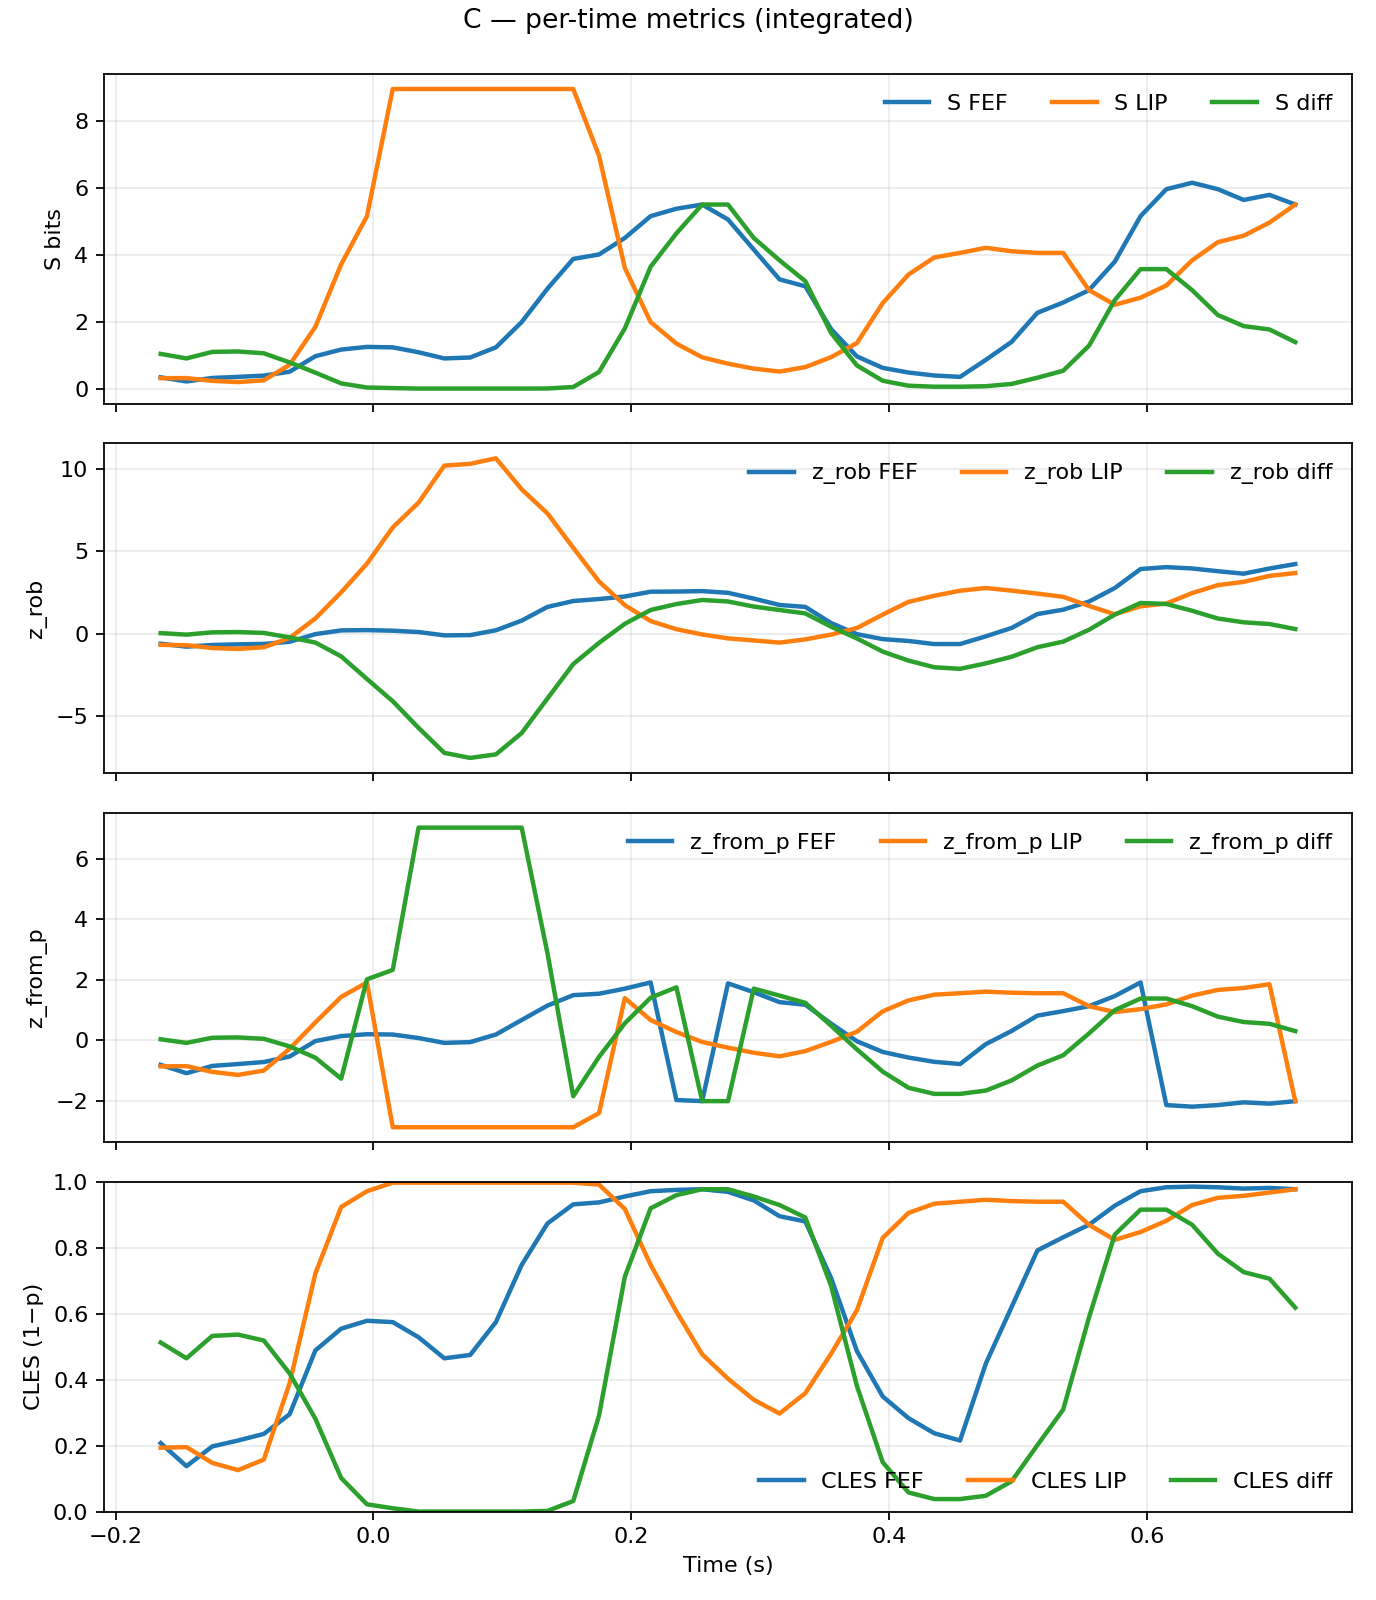 C — per-time metrics (integrated)
S FEF S LIP S diff
8
6
4
2
0
S bits
z_rob FEF z_rob LIP z_rob diff
10
5
0
−5
z_rob
z_from_p FEF z_from_p LIP z_from_p diff
6
4
2
0
−2
z_from_p
1.0
0.8
0.6
0.4
0.2
0.0
CLES (1−p)
CLES FEF CLES LIP CLES diff
−0.2 0.0 0.2 0.4 0.6
Time (s)